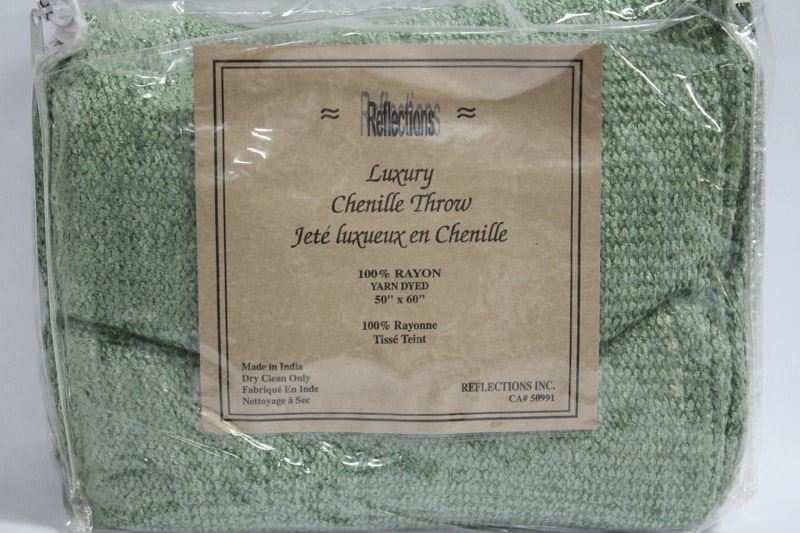 ≈ Reflections ≈
Luxury
Chenille Throw
Jeté luxueux en Chenille
100% RAYON
YARN DYED
50" x 60"
100% Rayonne
Tissé Teint
Made in India
Dry Clean Only
Fabriqué En Inde
Nettoyage à Sec
REFLECTIONS INC.
CA# 50991